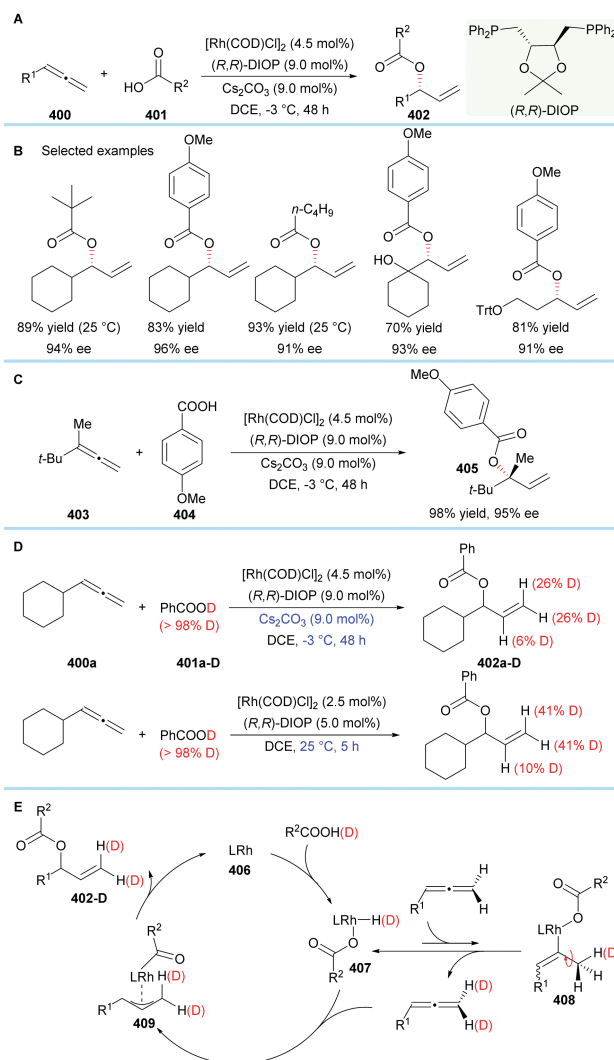 A
R1
400
+
HO
O
R2
401
[Rh(COD)Cl]2 (4.5 mol%)
(R,R)-DIOP (9.0 mol%)
Cs2CO3 (9.0 mol%)
DCE, -3 °C, 48 h
R2
O
O
R1
402
Ph2P
PPh2
O
O
(R,R)-DIOP
B
Selected examples
O
O
89% yield (25 °C)
94% ee
OMe
O
O
83% yield
96% ee
n-C4H9
O
O
93% yield (25 °C)
91% ee
OMe
O
O
HO
70% yield
93% ee
OMe
O
O
TrtO
81% yield
91% ee
C
Me
t-Bu
403
+
COOH
OMe
404
[Rh(COD)Cl]2 (4.5 mol%)
(R,R)-DIOP (9.0 mol%)
Cs2CO3 (9.0 mol%)
DCE, -3 °C, 48 h
MeO
O
405
O
Me
t-Bu
98% yield, 95% ee
D
400a
+
PhCOOD
(> 98% D)
401a-D
[Rh(COD)Cl]2 (4.5 mol%)
(R,R)-DIOP (9.0 mol%)
Cs2CO3 (9.0 mol%)
DCE, -3 °C, 48 h
Ph
O
O
H (26% D)
H (26% D)
H (6% D)
402a-D
+
PhCOOD
(> 98% D)
[Rh(COD)Cl]2 (2.5 mol%)
(R,R)-DIOP (5.0 mol%)
DCE, 25 °C, 5 h
Ph
O
O
H (41% D)
H (41% D)
H (10% D)
E
R2
O
O
R1
H(D)
H(D)
402-D
LRh
406
R2COOH(D)
LRh
H(D)
O
O
R2
407
R1
H
H
R2
O
O
LRh
H(D)
H
H
R1
408
R1
H(D)
H(D)
R2
O
LRh
H(D)
H(D)
R1
409